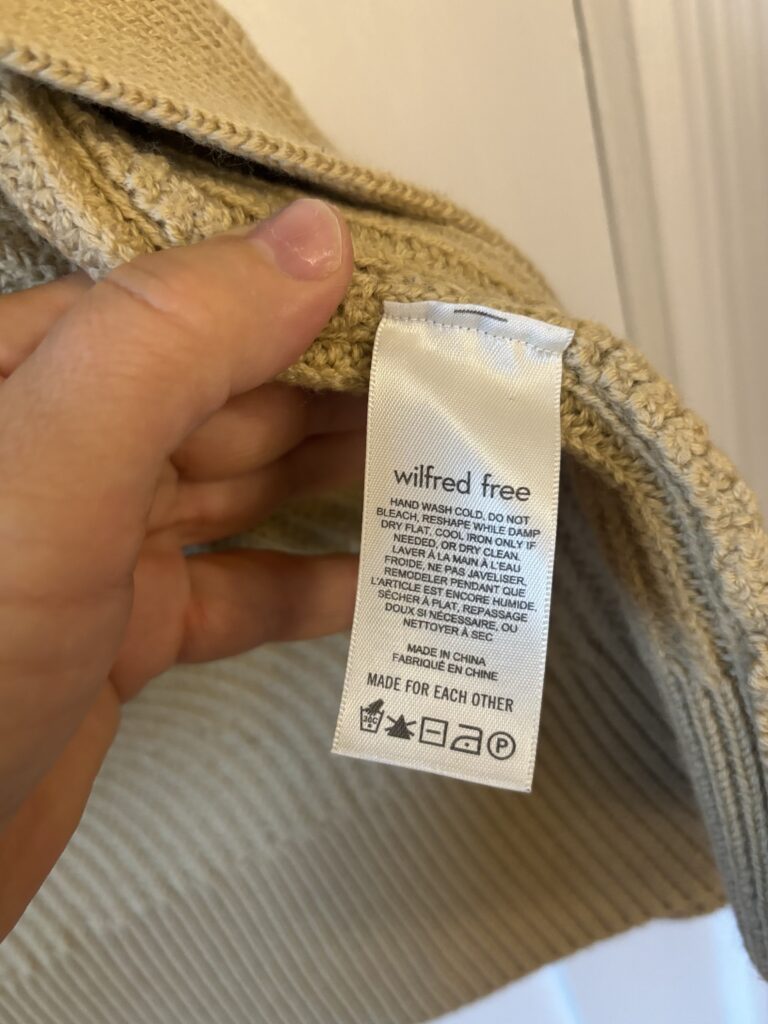 wilfred free
HAND WASH COLD, DO NOT
BLEACH, RESHAPE WHILE DAMP
DRY FLAT, COOL IRON ONLY IF
NEEDED, OR DRY CLEAN.
LAVER À LA MAIN À L'EAU
FROIDE, NE PAS JAVELISER,
REMODELER PENDANT QUE
L'ARTICLE EST ENCORE HUMIDE,
SÉCHER À PLAT, REPASSAGE
DOUX SI NÉCESSAIRE, OU
NETTOYER À SEC
MADE IN CHINA
FABRIQUÉ EN CHINE
MADE FOR EACH OTHER
30C
P